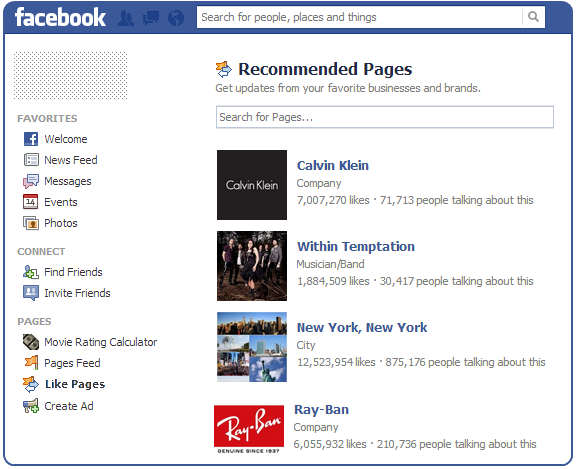 facebook
Search for people, places and things
Recommended Pages
Get updates from your favorite businesses and brands.
Search for Pages...
FAVORITES
Welcome
News Feed
Messages
14
Events
Photos
CONNECT
Find Friends
Invite Friends
PAGES
Movie Rating Calculator
Pages Feed
Like Pages
Create Ad
Calvin Klein
Calvin Klein
Company
7,007,270 likes · 71,713 people talking about this
Within Temptation
Musician/Band
1,884,509 likes · 30,417 people talking about this
New York, New York
City
12,523,954 likes · 875,176 people talking about this
Ray-Ban
GENUINE SINCE 1937
Ray-Ban
Company
6,055,932 likes · 210,736 people talking about this